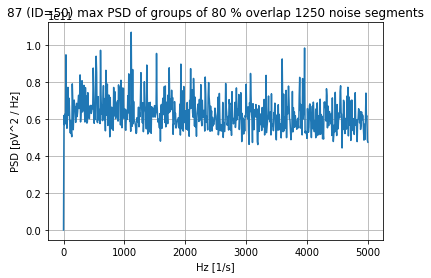 87 (ID=50) max PSD of groups of 80 % overlap 1250 noise segments
1e11
1.0
0.8
0.6
0.4
0.2
0.0
PSD [pV^2 / Hz]
0 1000 2000 3000 4000 5000
Hz [1/s]